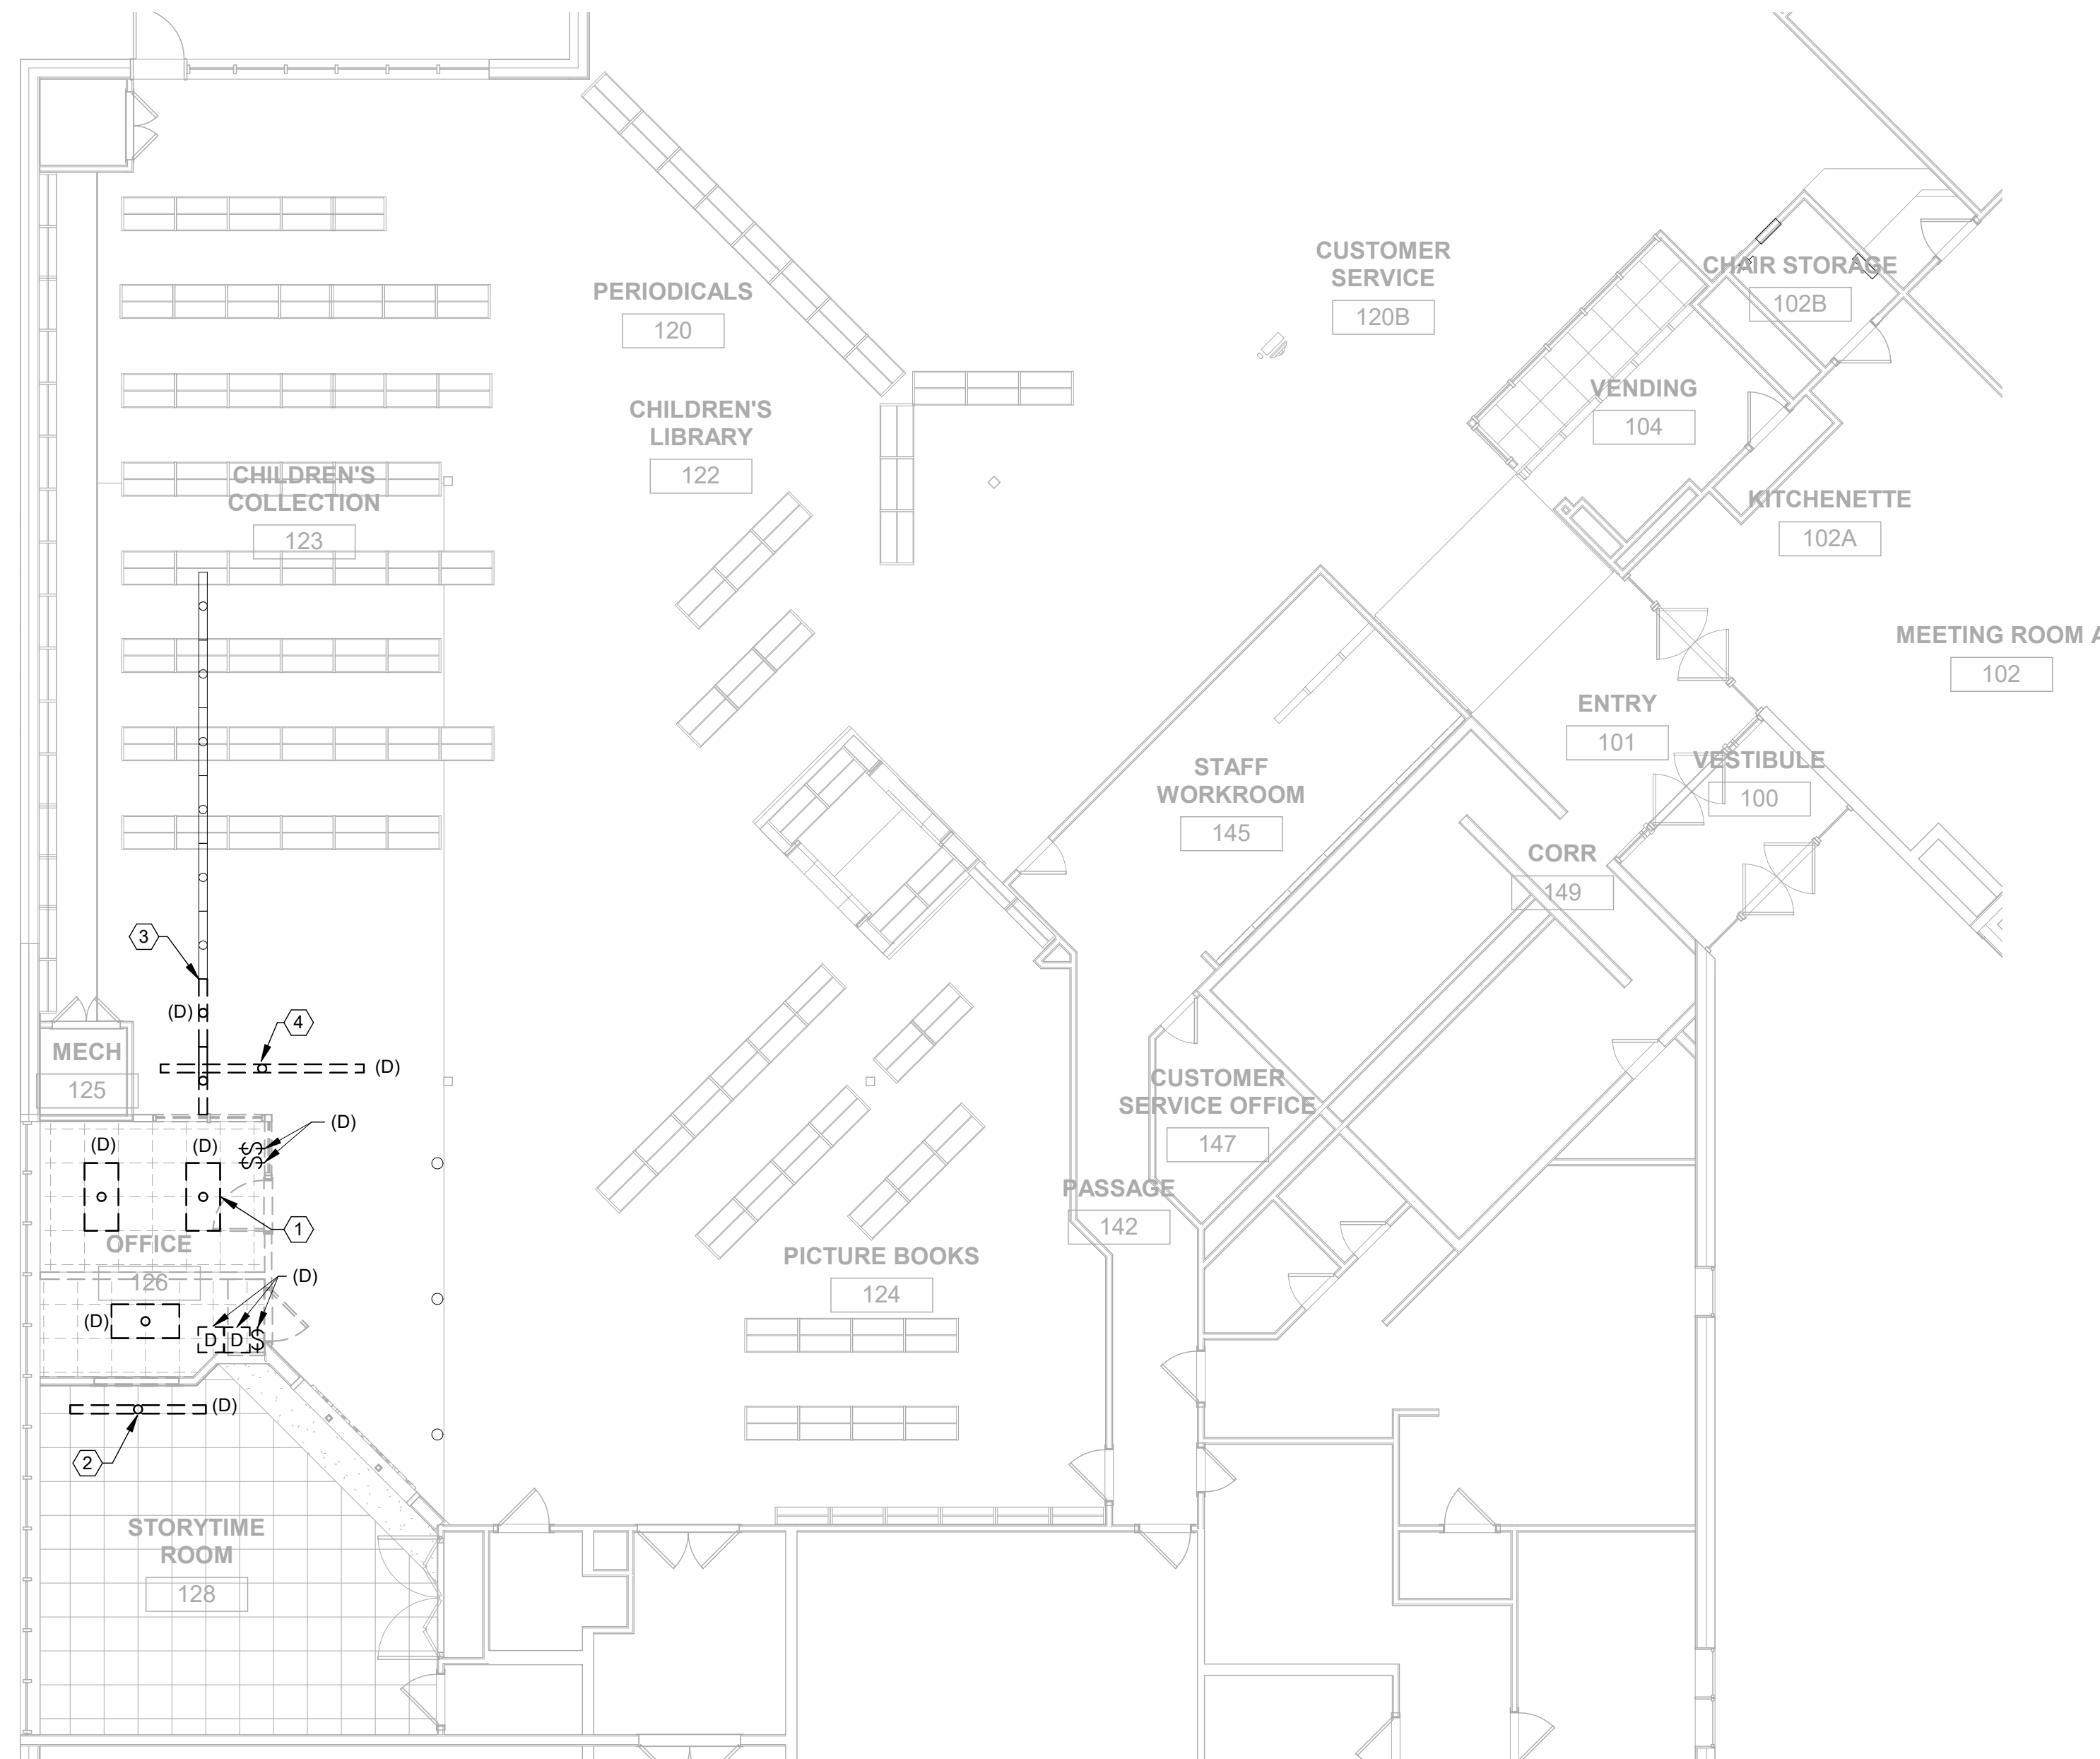 CUSTOMER
SERVICE
120B
CHAIR STORAGE
102B
PERIODICALS
120
VENDING
104
CHILDREN'S
LIBRARY
122
CHILDREN'S
COLLECTION
123
KITCHENETTE
102A
MEETING ROOM A
102
ENTRY
101
VESTIBULE
100
STAFF
WORKROOM
145
CORR
149
3
(D)
4
(D)
MECH
125
CUSTOMER
SERVICE OFFICE
147
(D)
(D)
(D)
SS
1
PASSAGE
142
OFFICE
126
PICTURE BOOKS
124
(D)
(D)
D
D
S
(D)
2
STORYTIME
ROOM
128